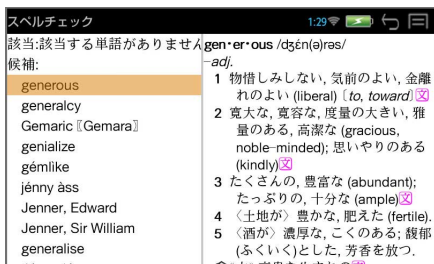 スペルチェック 1:29
該当:該当する単語がありません
候補:
generous
generalcy
Gemaric〖Gemara〗
genialize
gémlìke
jénny àss
Jenner, Edward
Jenner, Sir William
generalise
gen･er･ous /dʒén(ə)rəs/
–adj.
1 物惜しみしない, 気前のよい, 金離
れのよい (liberal)〔to, toward〕文
2 寛大な, 寛容な, 度量の大きい, 雅
量のある, 高潔な (gracious,
noble-minded); 思いやりのある
(kindly)文
3 たくさんの, 豊富な (abundant);
たっぷりの, 十分な (ample)文
4 〈土地が〉豊かな, 肥えた (fertile).
5 〈酒が〉濃厚な, こくのある; 馥郁
(ふくいく)とした, 芳香を放つ.